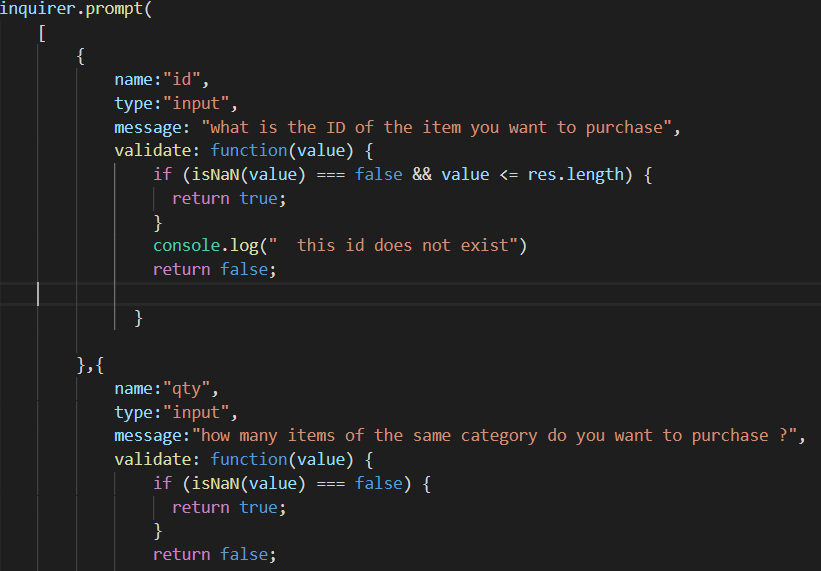 inquirer.prompt(
[
{
name:"id",
type:"input",
message: "what is the ID of the item you want to purchase",
validate: function(value) {
if (isNaN(value) === false && value <= res.length) {
return true;
}
console.log("  this id does not exist")
return false;
}
},{
name:"qty",
type:"input",
message:"how many items of the same category do you want to purchase ?",
validate: function(value) {
if (isNaN(value) === false) {
return true;
}
return false;